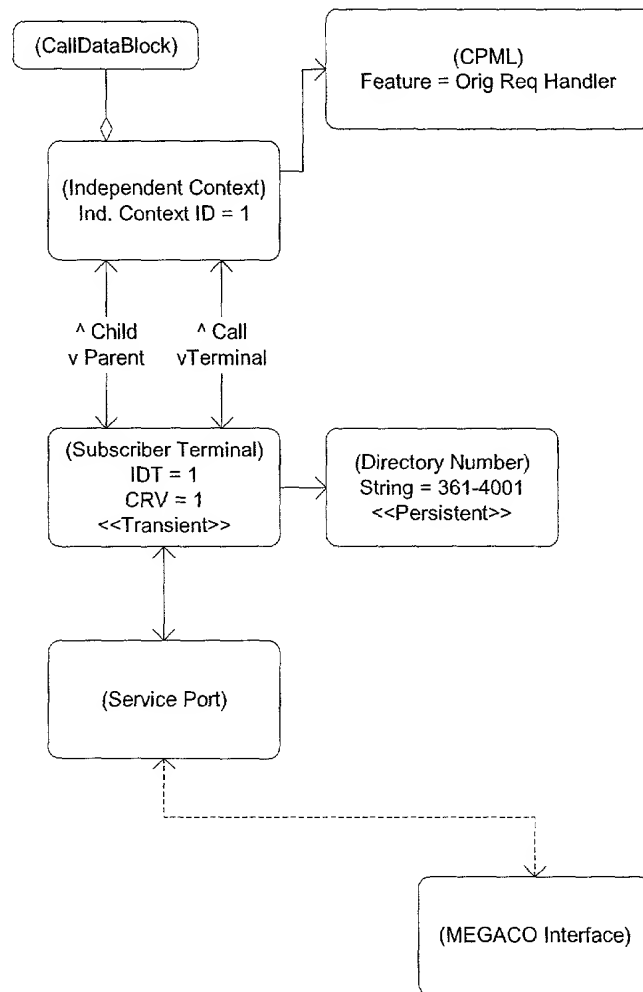 (CallDataBlock)
(CPML)
Feature = Orig Req Handler
(Independent Context)
Ind. Context ID = 1
^ Child
v Parent
^ Call
vTerminal
(Subscriber Terminal)
IDT = 1
CRV = 1
<<Transient>>
(Directory Number)
String = 361-4001
<<Persistent>>
(Service Port)
(MEGACO Interface)